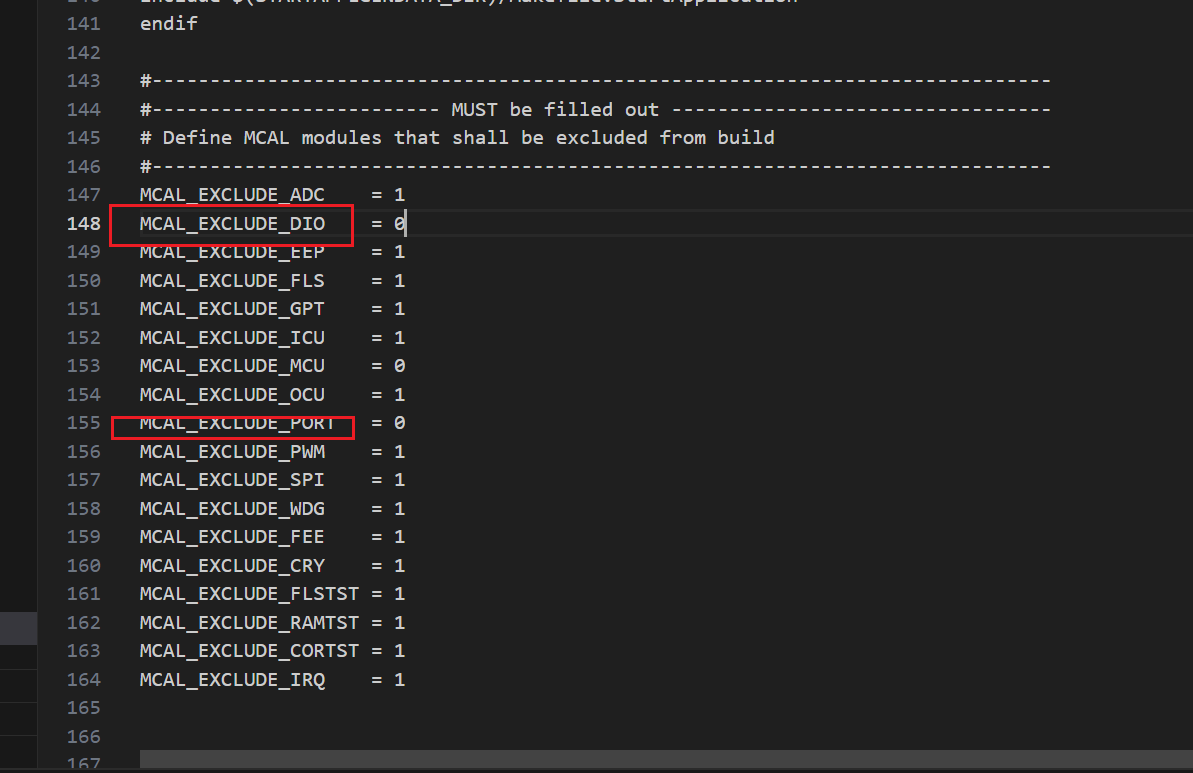 141 endif
142
143 #------------------------------------------------------------------------------
144 #------------------------- MUST be filled out ---------------------------------
145 # Define MCAL modules that shall be excluded from build
146 #------------------------------------------------------------------------------
147 MCAL_EXCLUDE_ADC    = 1
148 MCAL_EXCLUDE_DIO    = 0
149 MCAL_EXCLUDE_EEP    = 1
150 MCAL_EXCLUDE_FLS    = 1
151 MCAL_EXCLUDE_GPT    = 1
152 MCAL_EXCLUDE_ICU    = 1
153 MCAL_EXCLUDE_MCU    = 0
154 MCAL_EXCLUDE_OCU    = 1
155 MCAL_EXCLUDE_PORT   = 0
156 MCAL_EXCLUDE_PWM    = 1
157 MCAL_EXCLUDE_SPI    = 1
158 MCAL_EXCLUDE_WDG    = 1
159 MCAL_EXCLUDE_FEE    = 1
160 MCAL_EXCLUDE_CRY    = 1
161 MCAL_EXCLUDE_FLSTST = 1
162 MCAL_EXCLUDE_RAMTST = 1
163 MCAL_EXCLUDE_CORTST = 1
164 MCAL_EXCLUDE_IRQ    = 1
165
166
167